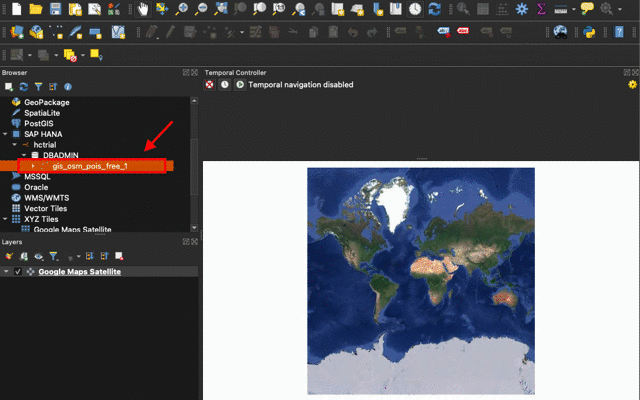 Browser
Temporal Controller
Temporal navigation disabled
GeoPackage
SpatiaLite
PostGIS
SAP HANA
hctrial
DBADMIN
gis_osm_pois_free_1
MSSQL
Oracle
WMS/WMTS
Vector Tiles
XYZ Tiles
Google Maps Satellite
Layers
Google Maps Satellite